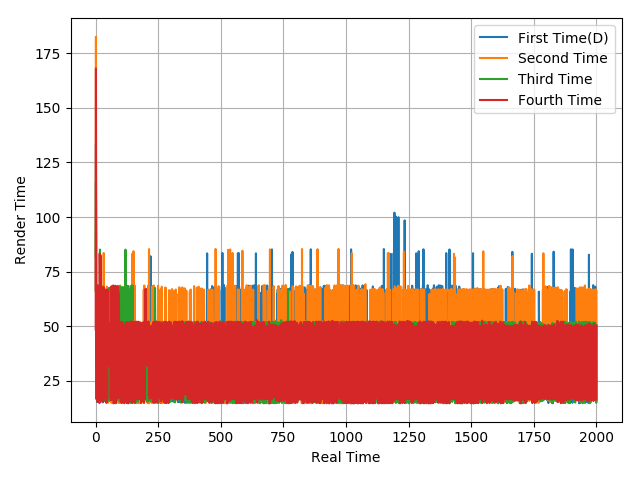 First Time(D)
Second Time
Third Time
Fourth Time
175
150
125
100
75
50
25
Render Time
0
250
500
750
1000
1250
1500
1750
2000
Real Time